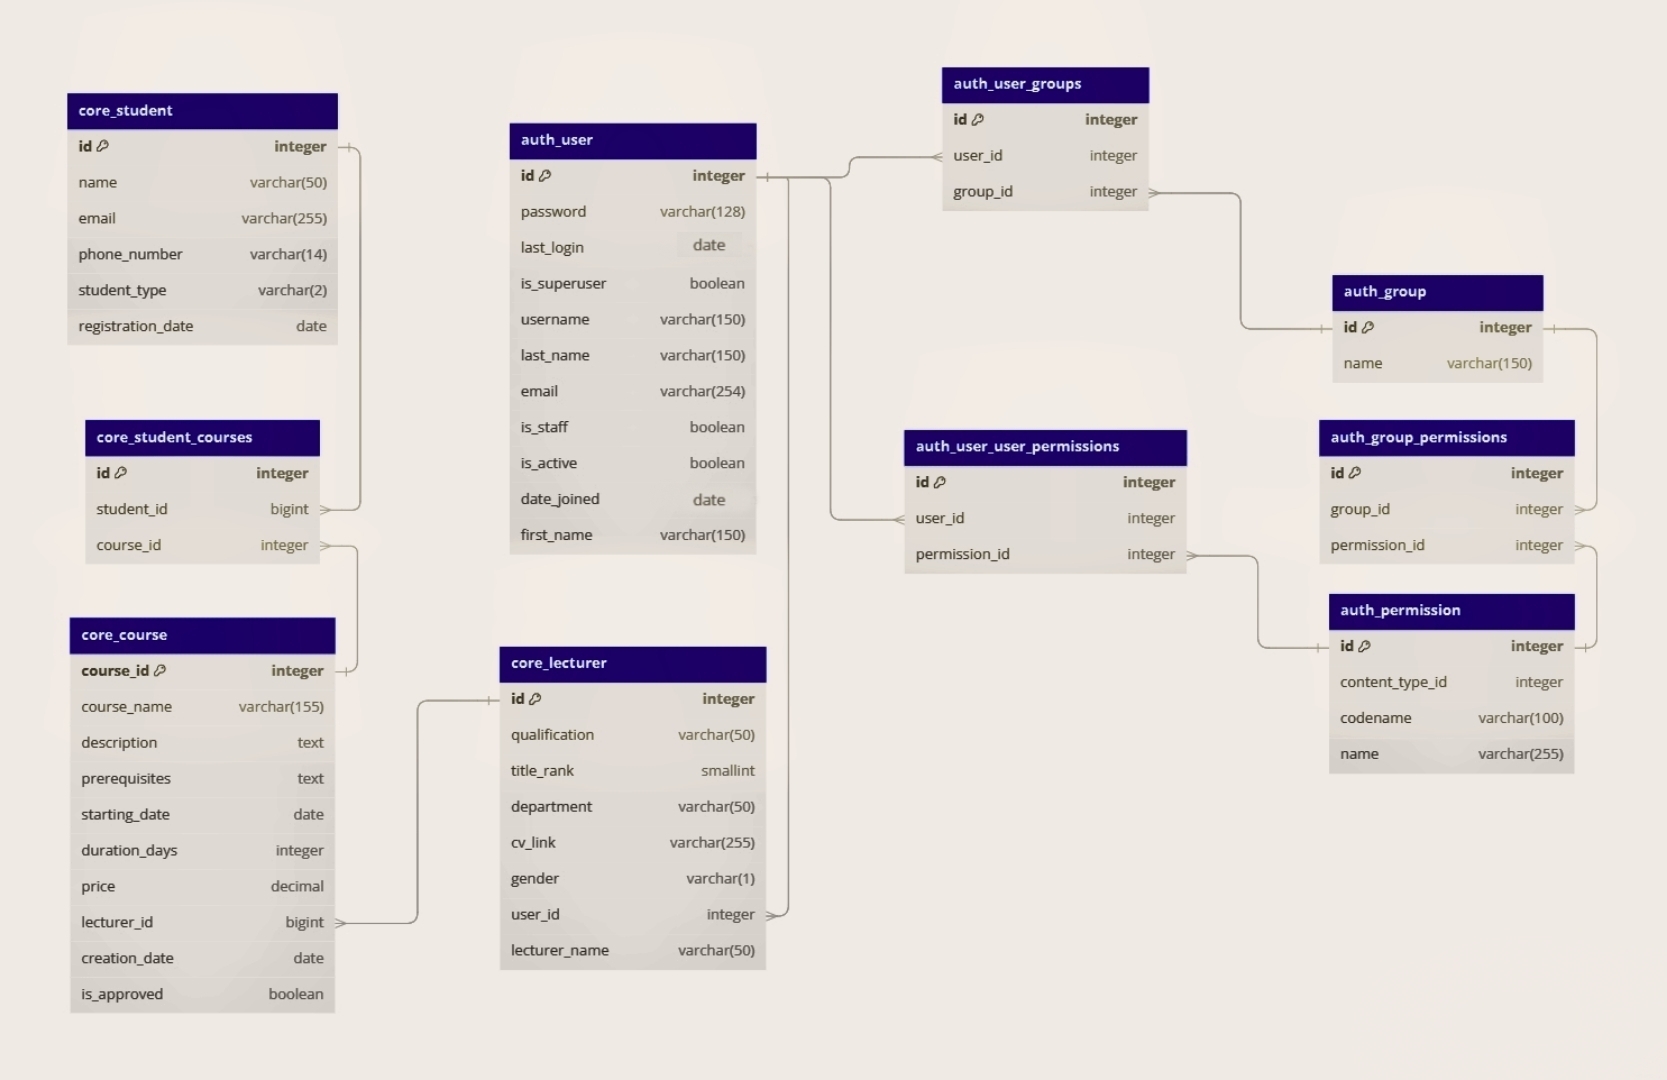 core_student
id integer
name varchar(50)
email varchar(255)
phone_number varchar(14)
student_type varchar(2)
registration_date date
core_student_courses
id integer
student_id bigint
course_id integer
core_course
course_id integer
course_name varchar(155)
description text
prerequisites text
starting_date date
duration_days integer
price decimal
lecturer_id bigint
creation_date date
is_approved boolean
auth_user
id integer
password varchar(128)
last_login date
is_superuser boolean
username varchar(150)
last_name varchar(150)
email varchar(254)
is_staff boolean
is_active boolean
date_joined date
first_name varchar(150)
core_lecturer
id integer
qualification varchar(50)
title_rank smallint
department varchar(50)
cv_link varchar(255)
gender varchar(1)
user_id integer
lecturer_name varchar(50)
auth_user_groups
id integer
user_id integer
group_id integer
auth_user_user_permissions
id integer
user_id integer
permission_id integer
auth_group
id integer
name varchar(150)
auth_group_permissions
id integer
group_id integer
permission_id integer
auth_permission
id integer
content_type_id integer
codename varchar(100)
name varchar(255)